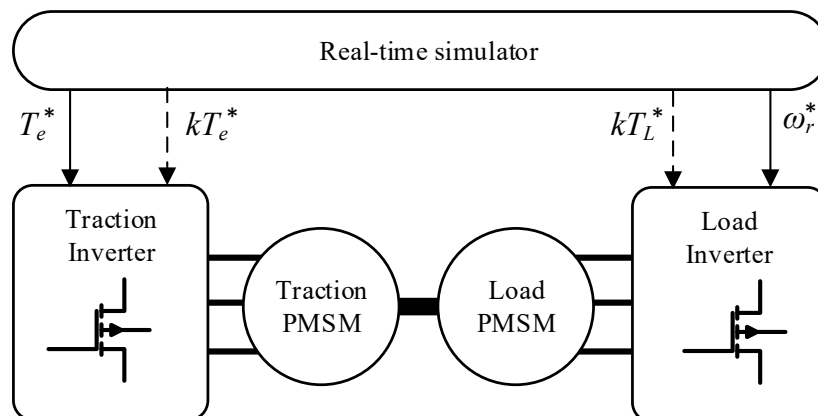 Real-time simulator
T_e^*
kT_e^*
kT_L^*
ω_r^*
Traction
Inverter
Load
Inverter
Traction
PMSM
Load
PMSM